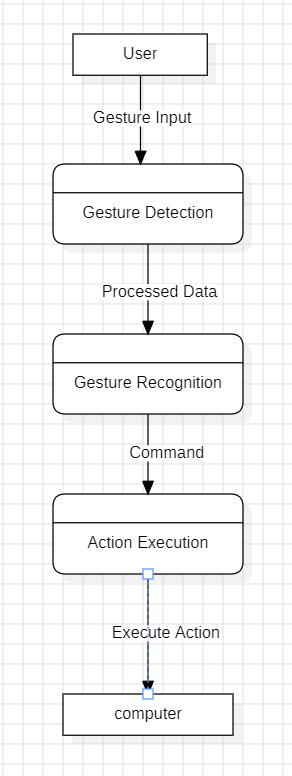 User
Gesture Input
Gesture Detection
Processed Data
Gesture Recognition
Command
Action Execution
Execute Action
computer